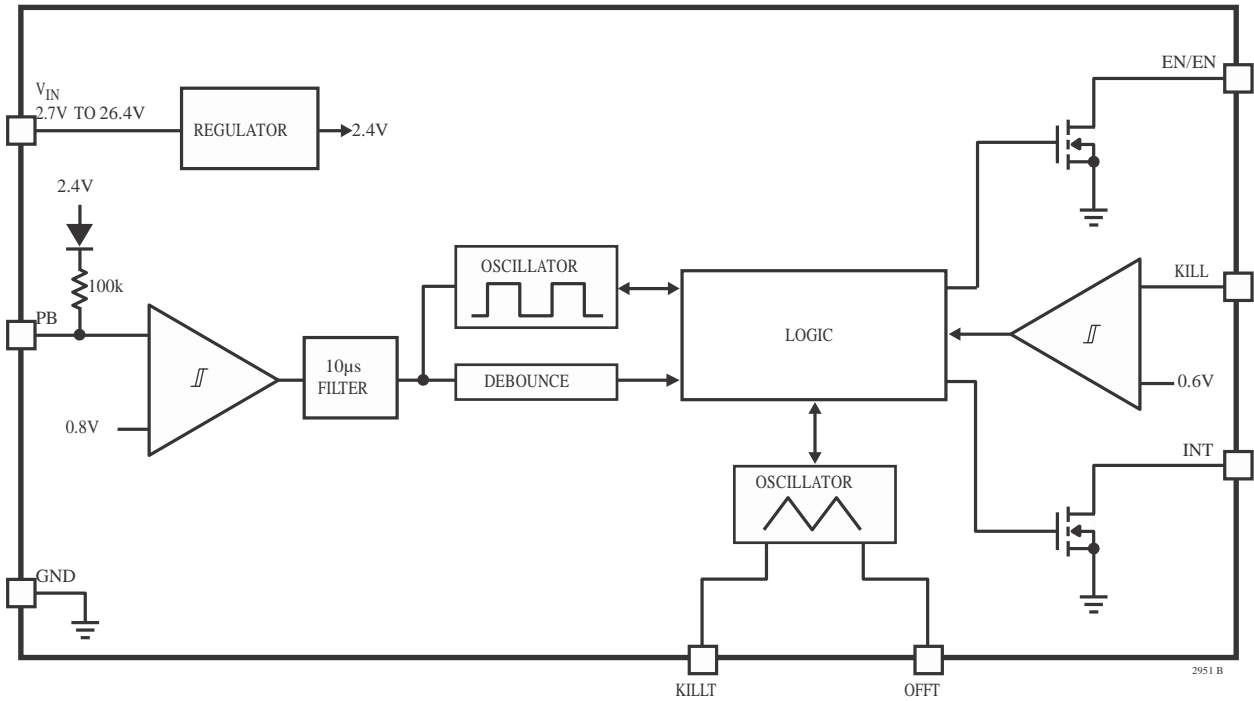 EN/EN
VIN
2.7V TO 26.4V
REGULATOR
2.4V
2.4V
100k
OSCILLATOR
KILL
PB
LOGIC
10µs
FILTER
DEBOUNCE
0.6V
0.8V
INT
OSCILLATOR
GND
2951 B
KILLT
OFFT